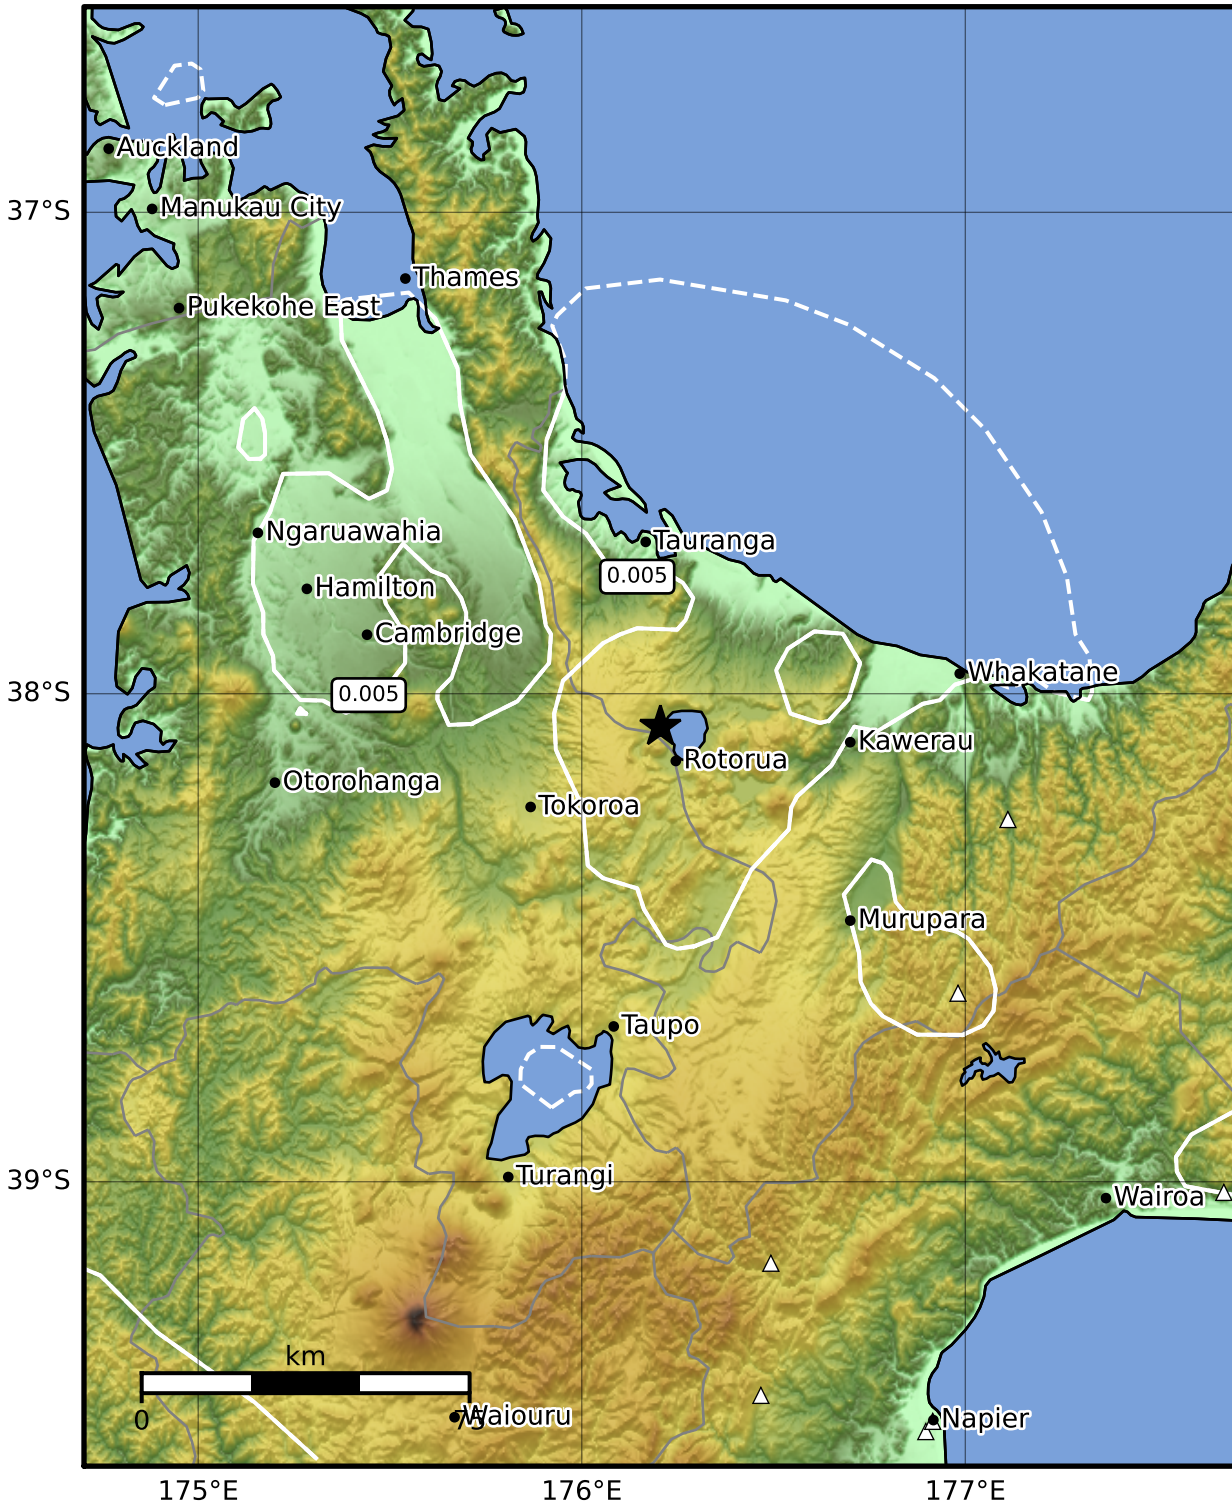 Auckland
Manukau City
37°S
Thames
Pukekohe East
Ngaruawahia
Tauranga
0.005
Hamilton
Cambridge
Whakatane
38°S
0.005
Kawerau
Rotorua
Otorohanga
Tokoroa
Murupara
Taupo
Turangi
39°S
Wairoa
km
0
75
Waiouru
Napier
175°E
176°E
177°E